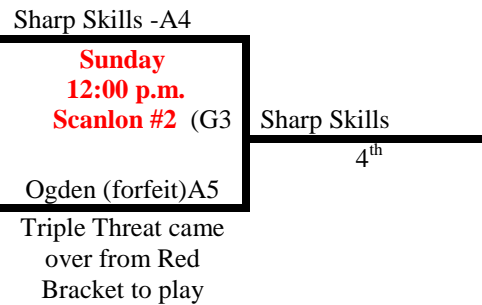 Sharp Skills -A4
Sunday
12:00 p.m.
Scanlon #2 (G3
Sharp Skills
4th
Ogden (forfeit)A5
Triple Threat came
over from Red
Bracket to play